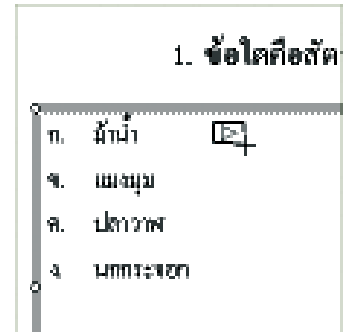 1. ข้อใดคือสัต
ก. ม้าน้ำ
ข. แมงมุม
ค. ปลาวาฬ
ง. นกกระจอก